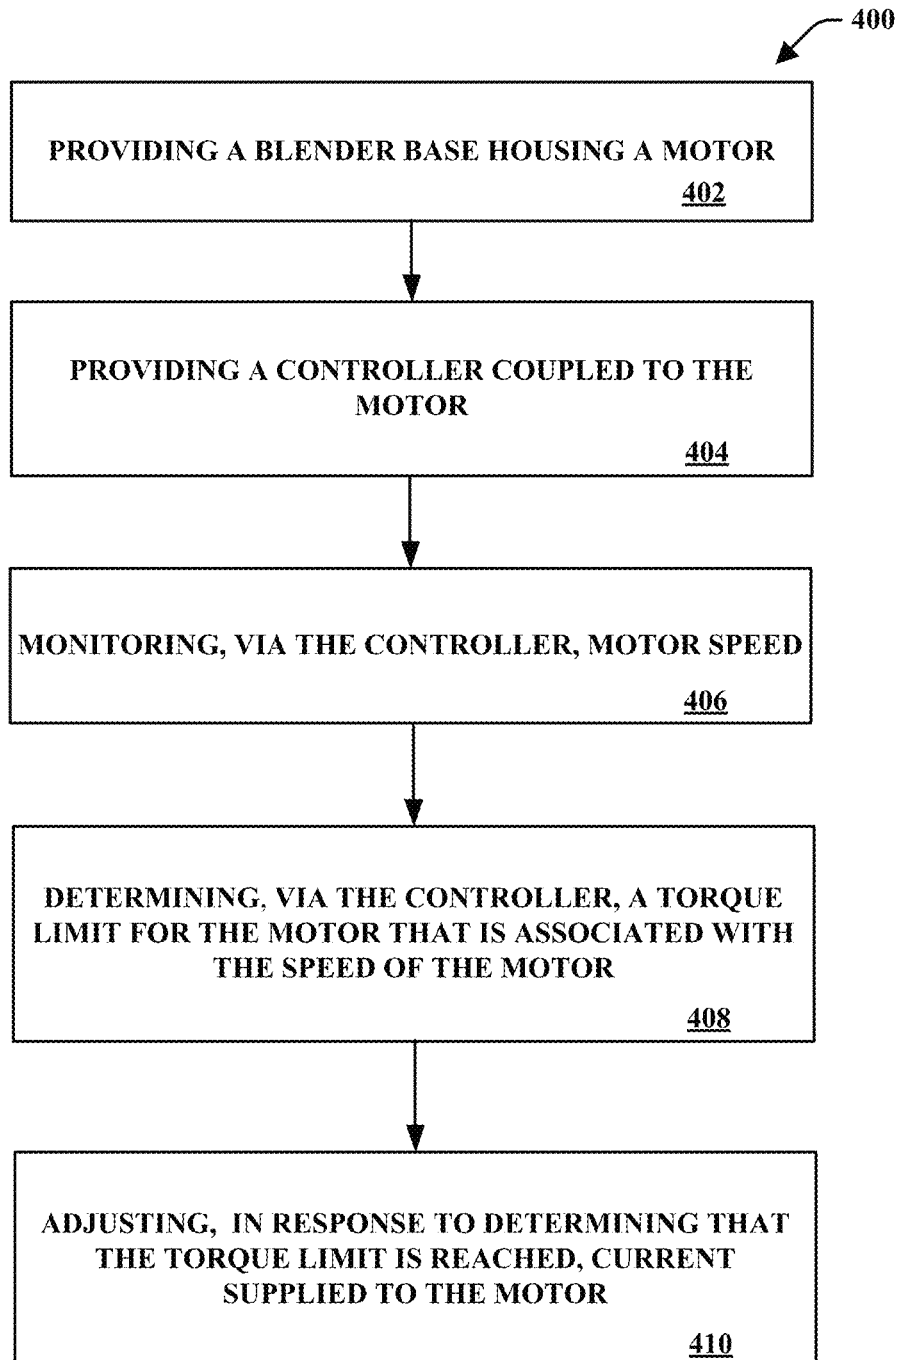 400
PROVIDING A BLENDER BASE HOUSING A MOTOR
402
PROVIDING A CONTROLLER COUPLED TO THE
MOTOR
404
MONITORING, VIA THE CONTROLLER, MOTOR SPEED
406
DETERMINING, VIA THE CONTROLLER, A TORQUE
LIMIT FOR THE MOTOR THAT IS ASSOCIATED WITH
THE SPEED OF THE MOTOR
408
ADJUSTING, IN RESPONSE TO DETERMINING THAT
THE TORQUE LIMIT IS REACHED, CURRENT
SUPPLIED TO THE MOTOR
410